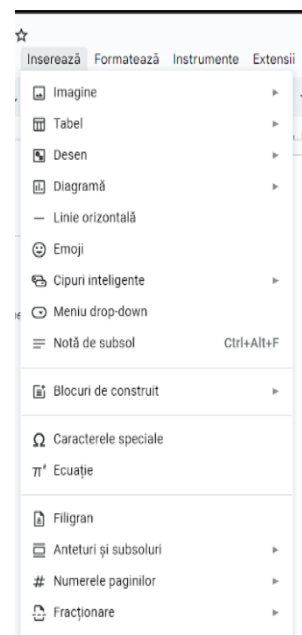 Inserează Formatează Instrumente Extensii
Imagine
Tabel
Desen
Diagramă
Linie orizontală
Emoji
Cipuri inteligente
Meniu drop-down
Notă de subsol Ctrl+Alt+F
Blocuri de construit
Caracterele speciale
Ecuație
Filigran
Anteturi și subsoluri
Numerele paginilor
Fracționare